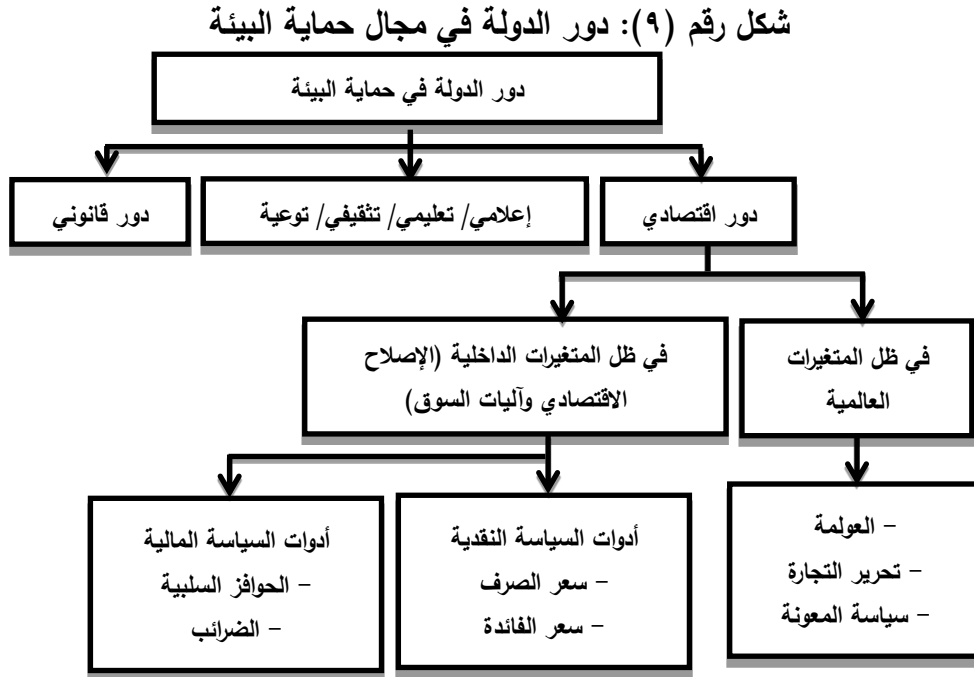 شكل رقم (٩): دور الدولة في مجال حماية البيئة
دور الدولة في حماية البيئة
دور اقتصادي
إعلامي/ تعليمي/ تثقيفي/ توعية
دور قانوني
في ظل المتغيرات
العالمية
في ظل المتغيرات الداخلية (الإصلاح
الاقتصادي وآليات السوق)
- العولمة
- تحرير التجارة
- سياسة المعونة
أدوات السياسة النقدية
- سعر الصرف
- سعر الفائدة
أدوات السياسة المالية
- الحوافز السلبية
- الضرائب